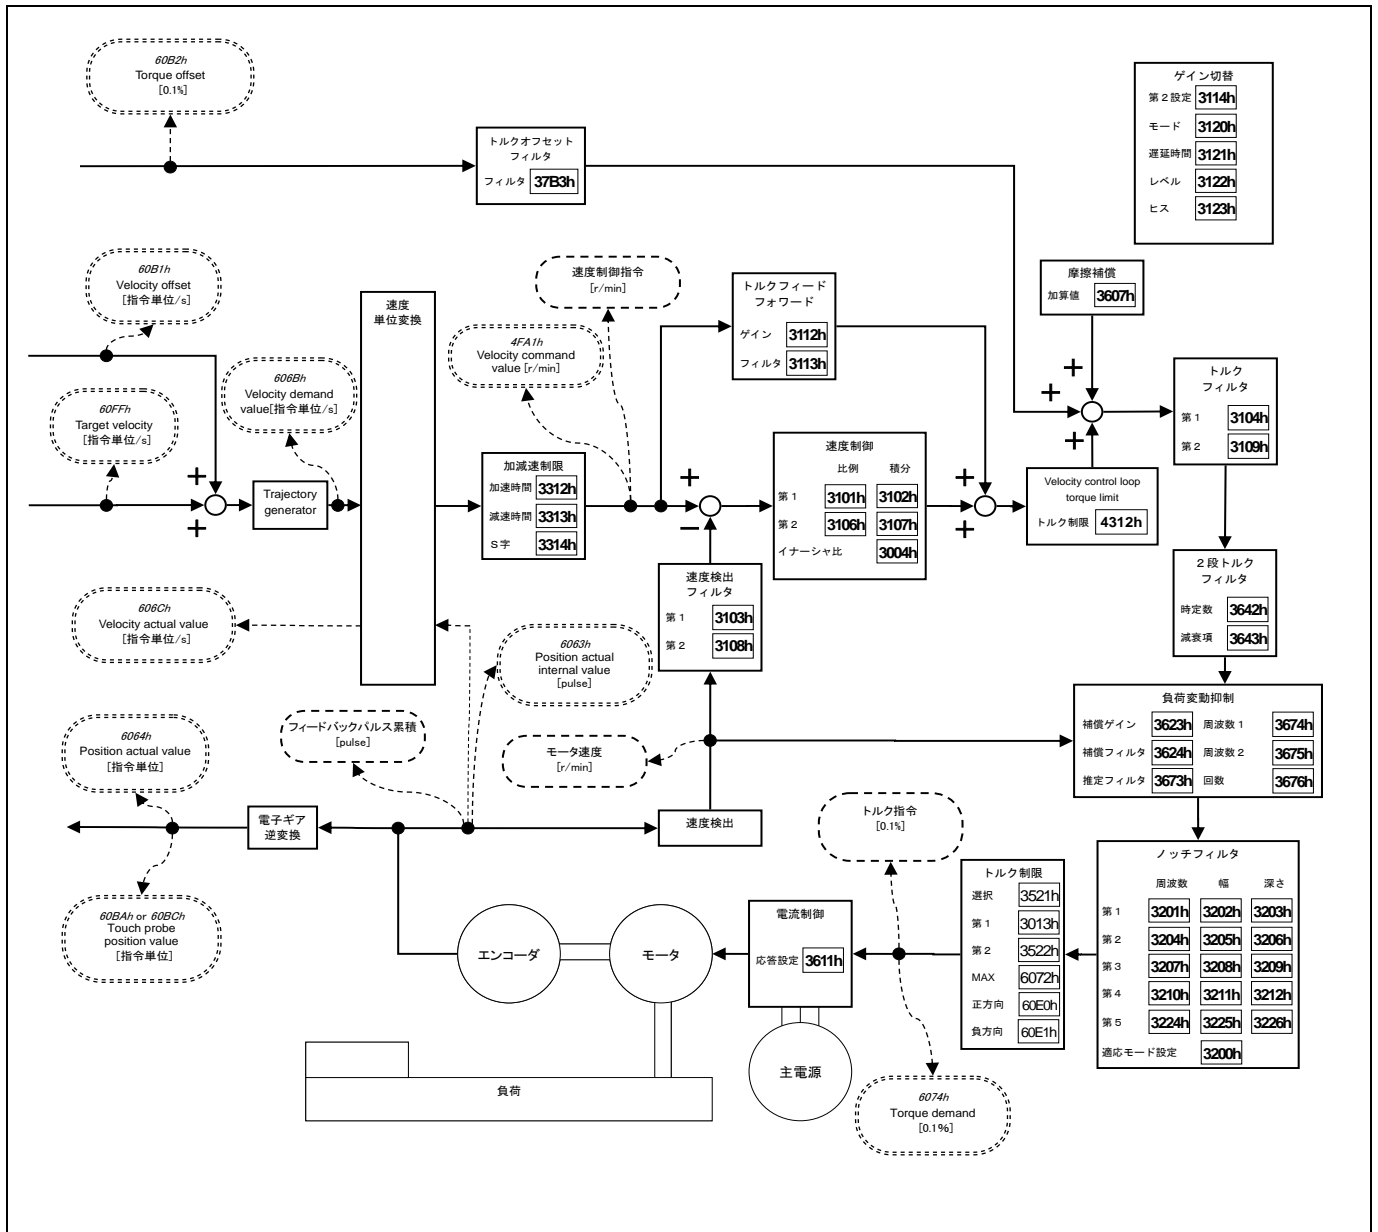 60B2h
Torque offset
[0.1%]
トルクオフセット
フィルタ
フィルタ 37B3h
ゲイン切替
第2設定 3114h
モード 3120h
遅延時間 3121h
レベル 3122h
ヒス 3123h
60B1h
Velocity offset
[指令単位/s]
速度
単位変換
速度制御指令
[r/min]
4FA1h
Velocity command
value [r/min]
トルクフィード
フォワード
ゲイン 3112h
フィルタ 3113h
摩擦補償
加算値 3607h
60FFh
Target velocity
[指令単位/s]
606Bh
Velocity demand
value[指令単位/s]
+
+
Trajectory
generator
加減速制限
加速時間 3312h
減速時間 3313h
S字 3314h
+
−
速度制御
比例 積分
第1 3101h 3102h
第2 3106h 3107h
イナーシャ比 3004h
+
+
Velocity control loop
torque limit
トルク制限 4312h
+
+
+
トルク
フィルタ
第1 3104h
第2 3109h
2段トルク
フィルタ
時定数 3642h
減衰項 3643h
速度検出
フィルタ
第1 3103h
第2 3108h
606Ch
Velocity actual value
[指令単位/s]
6063h
Position actual
internal value
[pulse]
フィードバックパルス累積
[pulse]
モータ速度
[r/min]
負荷変動抑制
補償ゲイン 3623h 周波数1 3674h
補償フィルタ 3624h 周波数2 3675h
推定フィルタ 3673h 回数 3676h
6064h
Position actual value
[指令単位]
電子ギア
逆変換
速度検出
トルク指令
[0.1%]
ノッチフィルタ
周波数 幅 深さ
第1 3201h 3202h 3203h
第2 3204h 3205h 3206h
第3 3207h 3208h 3209h
第4 3210h 3211h 3212h
第5 3224h 3225h 3226h
適応モード設定 3200h
トルク制限
選択 3521h
第1 3013h
第2 3522h
MAX 6072h
正方向 60E0h
負方向 60E1h
電流制御
応答設定 3611h
60BAh or 60BCh
Touch probe
position value
[指令単位]
エンコーダ
モータ
主電源
負荷
6074h
Torque demand
[0.1%]